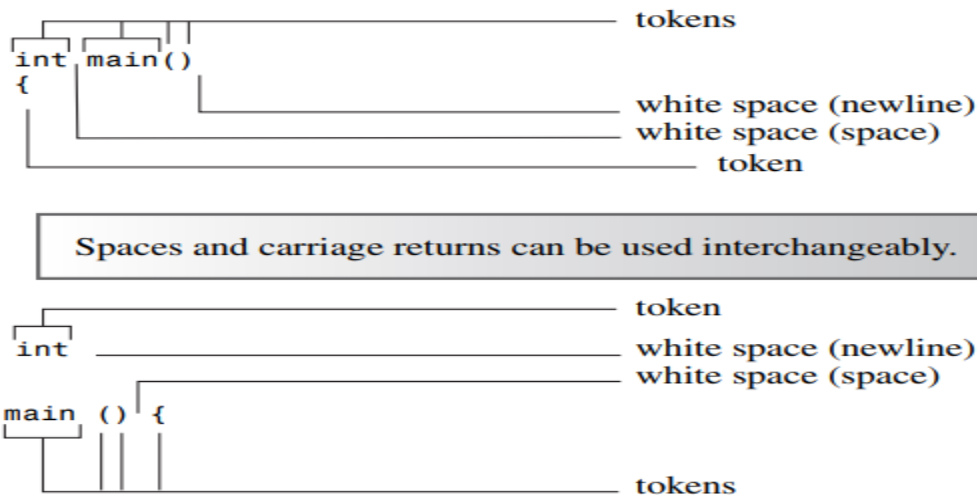 tokens
int main()
{
white space (newline)
white space (space)
token
Spaces and carriage returns can be used interchangeably.
token
int
white space (newline)
white space (space)
main () {
tokens